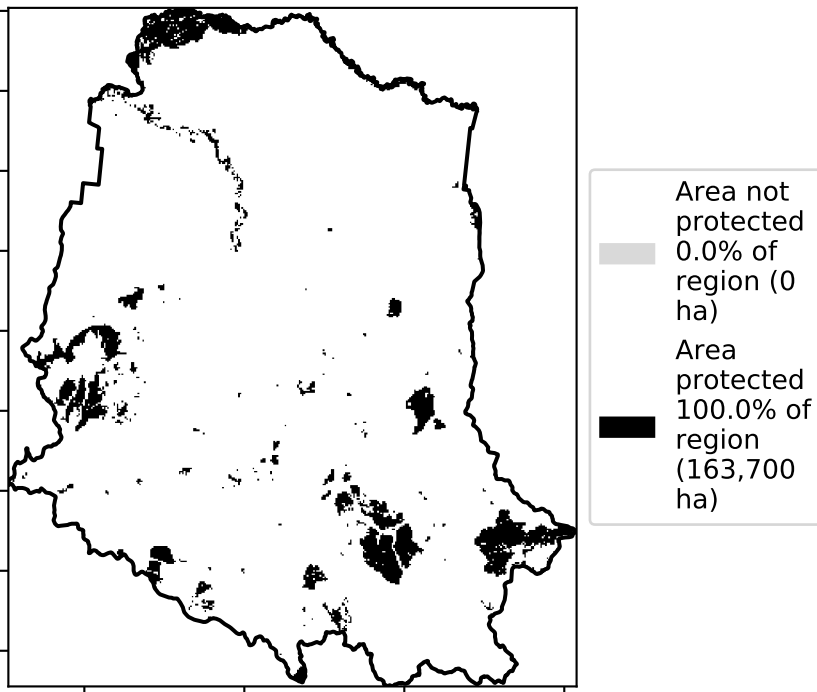 Area not
protected
0.0% of
region (0
ha)
Area
protected
100.0% of
region
(163,700
ha)